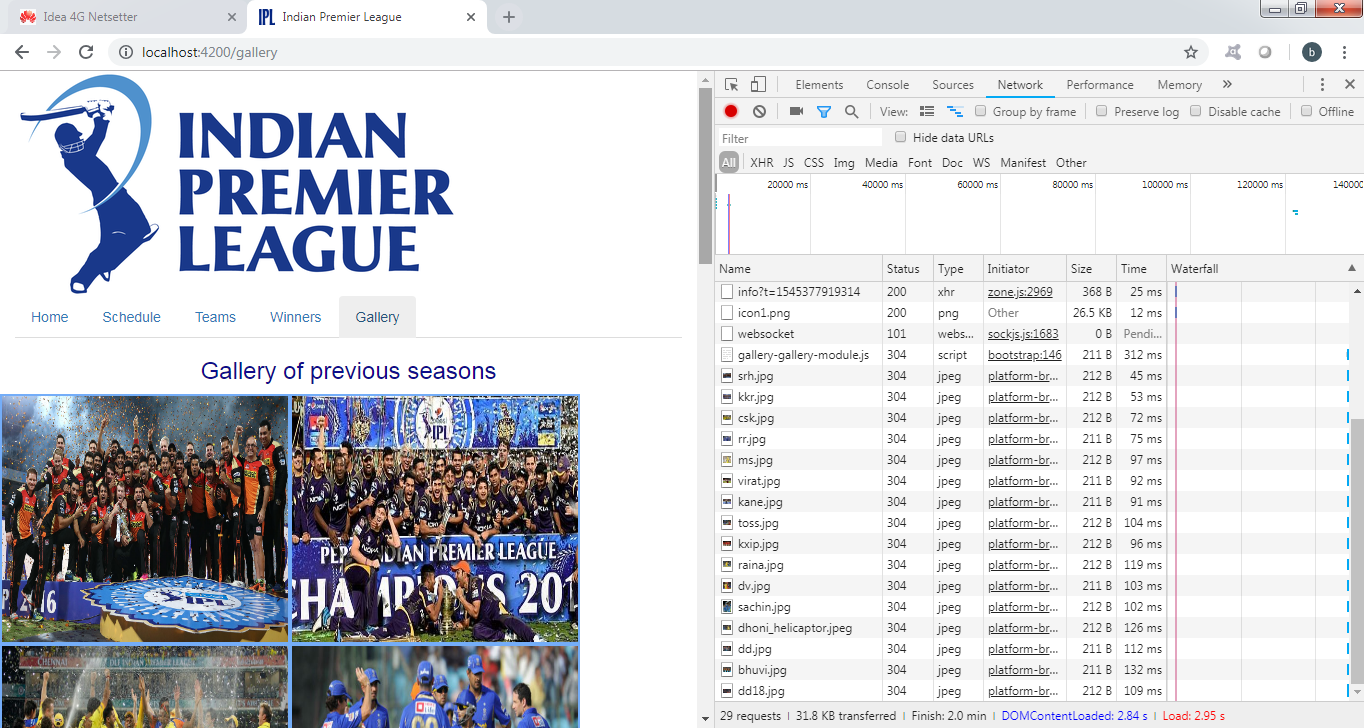 Idea 4G Netsetter
IPL Indian Premier League
localhost:4200/gallery
b
INDIAN
PREMIER
LEAGUE
Home Schedule Teams Winners Gallery
Gallery of previous seasons
IPL
PEPSI INDIAN PREMIER LEAGUE
CHAMPIONS 201
Elements Console Sources Network Performance Memory »
View: Group by frame Preserve log Disable cache Offline
Filter Hide data URLs
All XHR JS CSS Img Media Font Doc WS Manifest Other
20000 ms 40000 ms 60000 ms 80000 ms 100000 ms 120000 ms 14000
Name Status Type Initiator Size Time Waterfall
info?t=1545377919314 200 xhr zone.js:2969 368 B 25 ms
icon1.png 200 png Other 26.5 KB 12 ms
websocket 101 webs... sockjs.js:1683 0 B Pendi...
gallery-gallery-module.js 304 script bootstrap:146 211 B 312 ms
srh.jpg 304 jpeg platform-br... 212 B 45 ms
kkr.jpg 304 jpeg platform-br... 212 B 53 ms
csk.jpg 304 jpeg platform-br... 212 B 72 ms
rr.jpg 304 jpeg platform-br... 211 B 75 ms
ms.jpg 304 jpeg platform-br... 212 B 97 ms
virat.jpg 304 jpeg platform-br... 211 B 92 ms
kane.jpg 304 jpeg platform-br... 211 B 91 ms
toss.jpg 304 jpeg platform-br... 212 B 104 ms
kxip.jpg 304 jpeg platform-br... 212 B 96 ms
raina.jpg 304 jpeg platform-br... 212 B 119 ms
dv.jpg 304 jpeg platform-br... 211 B 103 ms
sachin.jpg 304 jpeg platform-br... 212 B 102 ms
dhoni_helicaptor.jpeg 304 jpeg platform-br... 212 B 126 ms
dd.jpg 304 jpeg platform-br... 211 B 112 ms
bhuvi.jpg 304 jpeg platform-br... 211 B 132 ms
dd18.jpg 304 jpeg platform-br... 212 B 109 ms
29 requests 31.8 KB transferred Finish: 2.0 min DOMContentLoaded: 2.84 s Load: 2.95 s